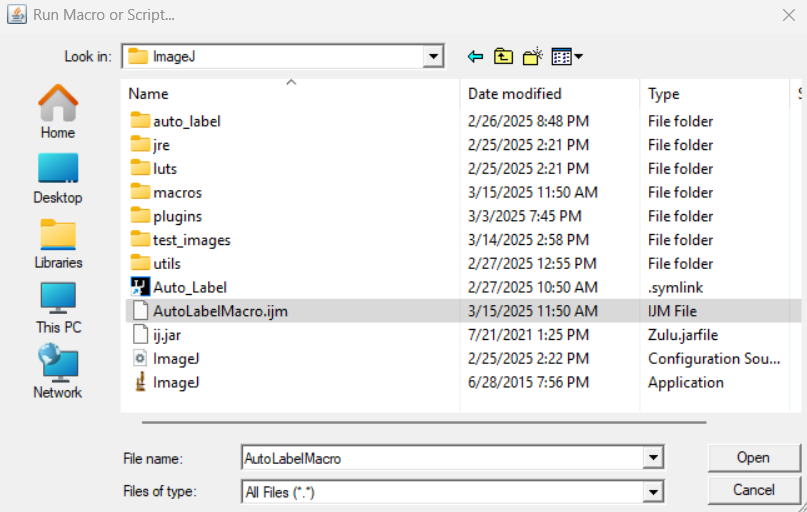 Run Macro or Script...
Look in: ImageJ
Home
Desktop
Libraries
This PC
Network
Name Date modified Type S
auto_label 2/26/2025 8:48 PM File folder
jre 2/25/2025 2:21 PM File folder
luts 2/25/2025 2:21 PM File folder
macros 3/15/2025 11:50 AM File folder
plugins 3/3/2025 7:45 PM File folder
test_images 3/14/2025 2:58 PM File folder
utils 2/27/2025 12:55 PM File folder
Auto_Label 2/27/2025 10:50 AM .symlink
AutoLabelMacro.ijm 3/15/2025 11:50 AM IJM File
ij.jar 7/21/2021 1:25 PM Zulu.jarfile
ImageJ 2/25/2025 2:22 PM Configuration Sou...
ImageJ 6/28/2015 7:56 PM Application
File name: AutoLabelMacro Open
Files of type: All Files (*.*) Cancel